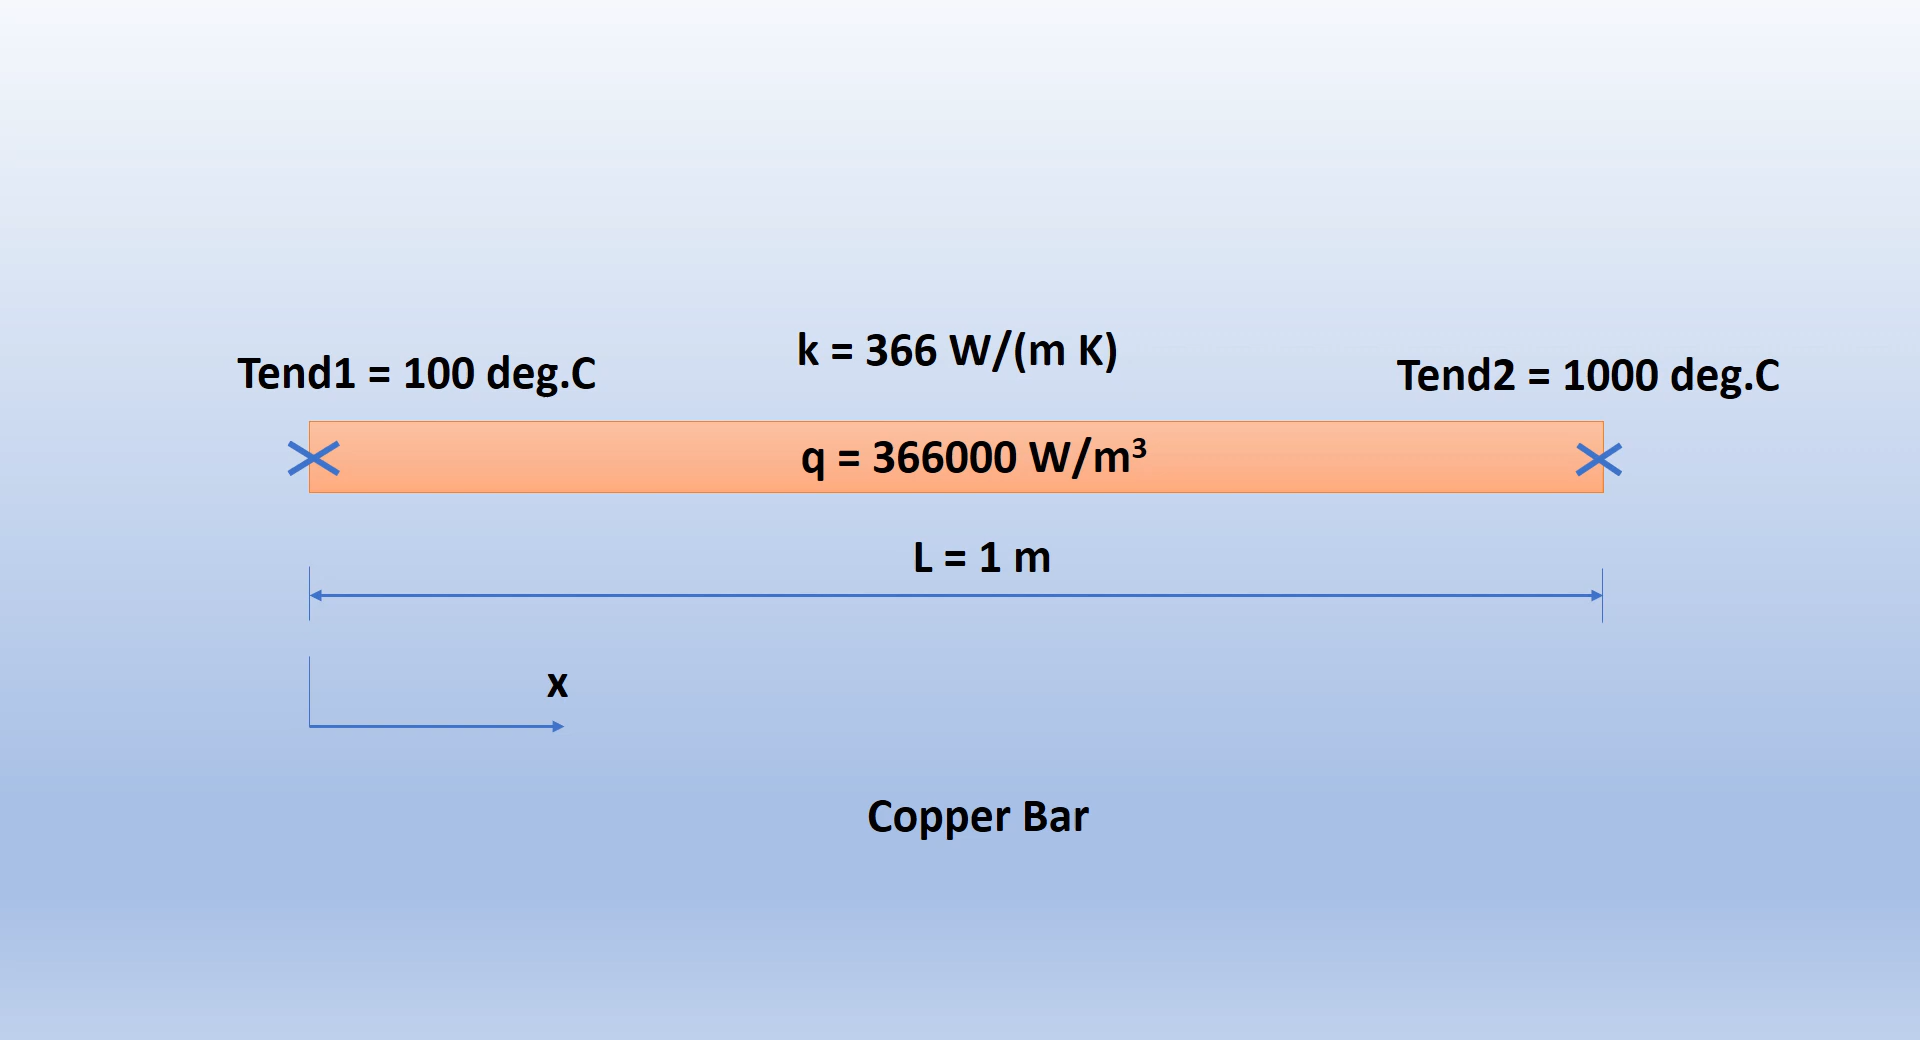 k = 366 W/(m K)
Tend1 = 100 deg.C
Tend2 = 1000 deg.C
q = 366000 W/m³
L = 1 m
x
Copper Bar